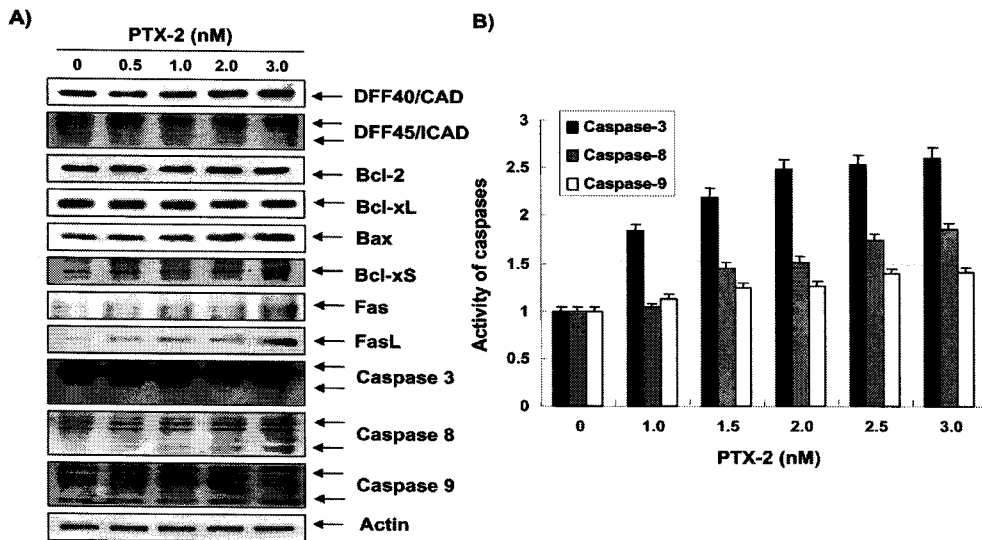 A)
PTX-2 (nM)
0 0.5 1.0 2.0 3.0
DFF40/CAD
DFF45/ICAD
Bcl-2
Bcl-xL
Bax
Bcl-xS
Fas
FasL
Caspase 3
Caspase 8
Caspase 9
Actin
B)
Activity of caspases
3
2.5
2
1.5
1
0.5
0
Caspase-3
Caspase-8
Caspase-9
0 1.0 1.5 2.0 2.5 3.0
PTX-2 (nM)